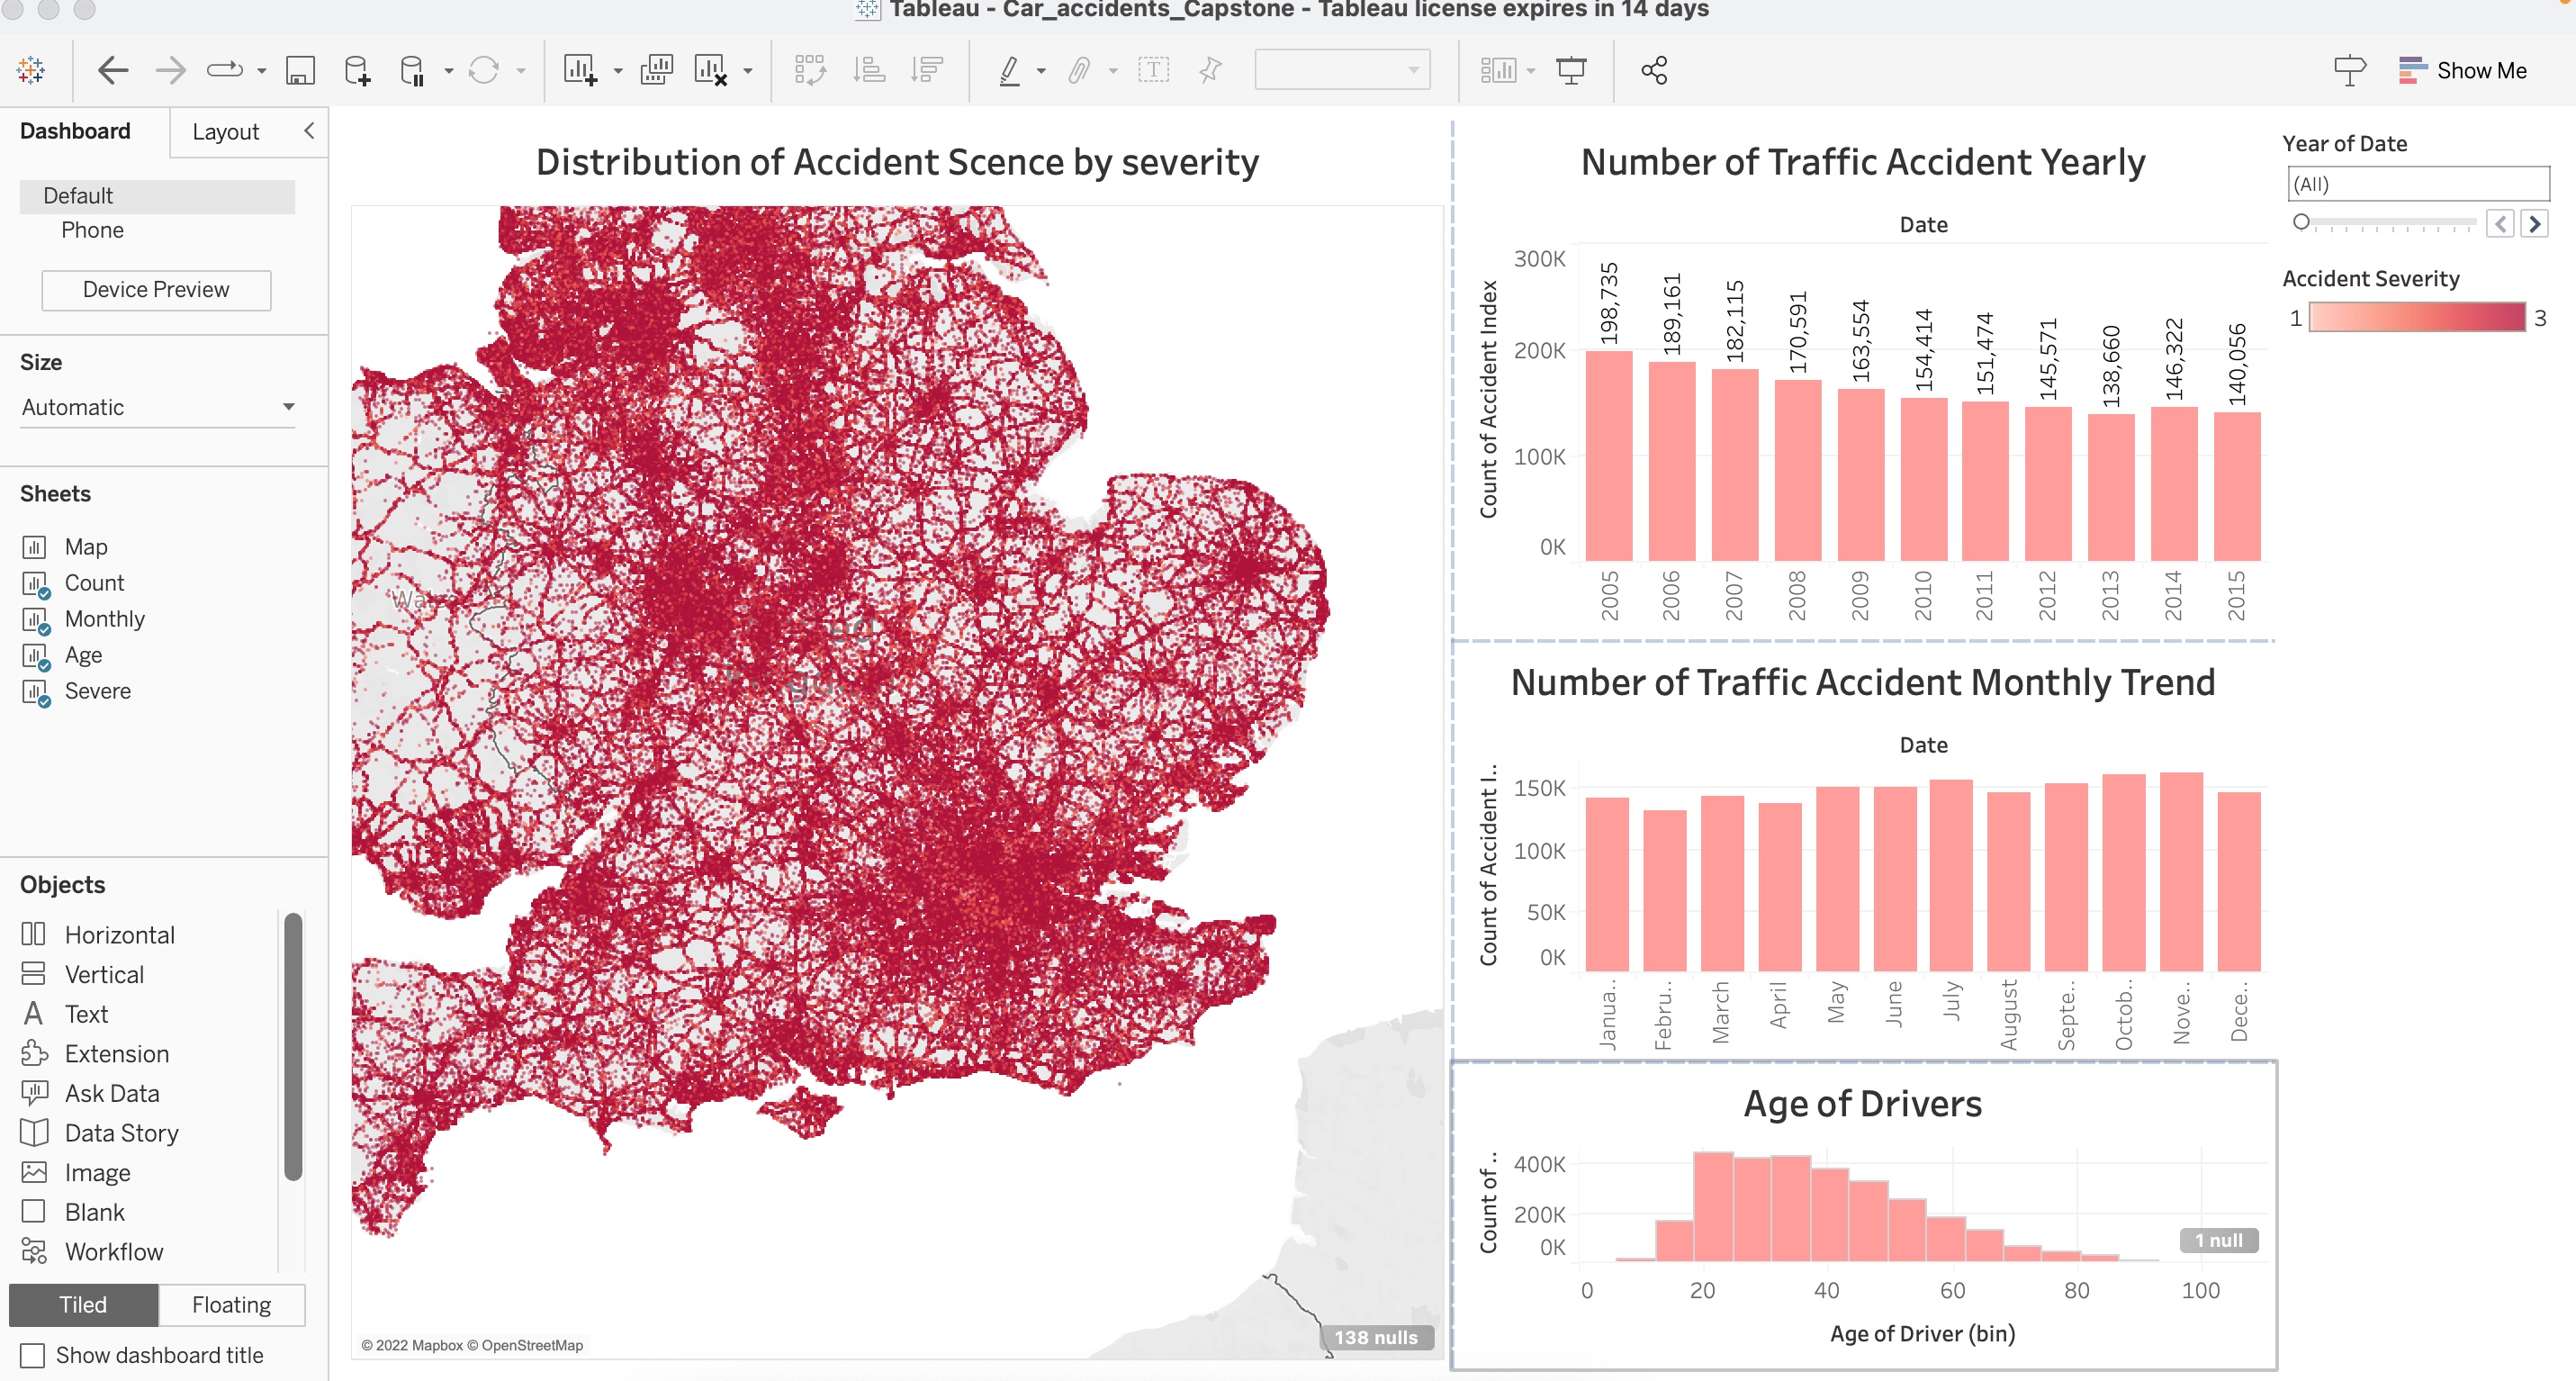 Tableau - Car_accidents_Capstone - Tableau license expires in 14 days
Show Me
Dashboard
Layout
Default
Phone
Device Preview
Size
Automatic
Sheets
Map
Count
Monthly
Age
Severe
Objects
Horizontal
Vertical
Text
Extension
Ask Data
Data Story
Image
Blank
Workflow
Tiled
Floating
Show dashboard title
Distribution of Accident Scence by severity
© 2022 Mapbox © OpenStreetMap
138 nulls
Number of Traffic Accident Yearly
Date
Count of Accident Index
300K
200K
100K
0K
198,735
189,161
182,115
170,591
163,554
154,414
151,474
145,571
138,660
146,322
140,056
2005
2006
2007
2008
2009
2010
2011
2012
2013
2014
2015
Number of Traffic Accident Monthly Trend
Date
Count of Accident I..
150K
100K
50K
0K
Janua..
Febru..
March
April
May
June
July
August
Septe..
Octob..
Nove..
Dece..
Age of Drivers
Count of ..
400K
200K
0K
1 null
0 20 40 60 80 100
Age of Driver (bin)
Year of Date
(All)
Accident Severity
1 3